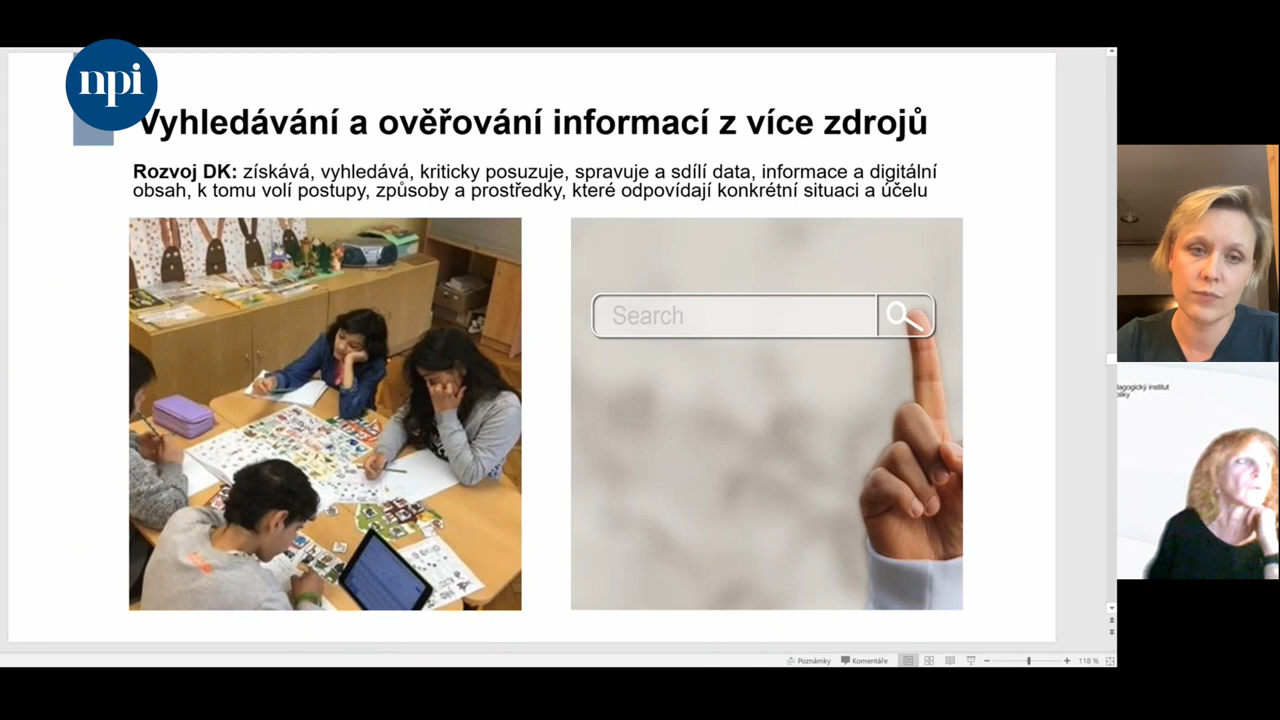 npi
Vyhledávání a ověřování informací z více zdrojů
Rozvoj DK: získává, vyhledává, kriticky posuzuje, spravuje a sdílí data, informace a digitální
obsah, k tomu volí postupy, způsoby a prostředky, které odpovídají konkrétní situaci a účelu
Search
institut
Poznámky
Komentáře
118 %